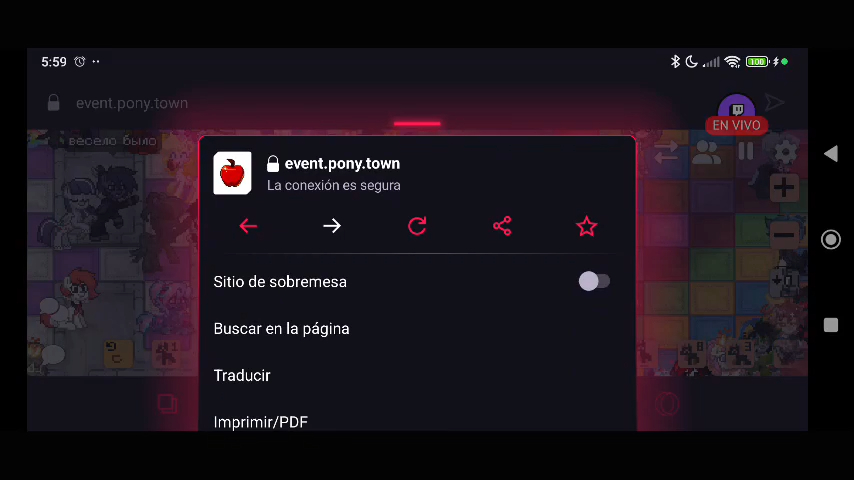 5:59
100
event.pony.town
EN VIVO
весело было
event.pony.town
La conexión es segura
Sitio de sobremesa
Buscar en la página
Traducir
Imprimir/PDF